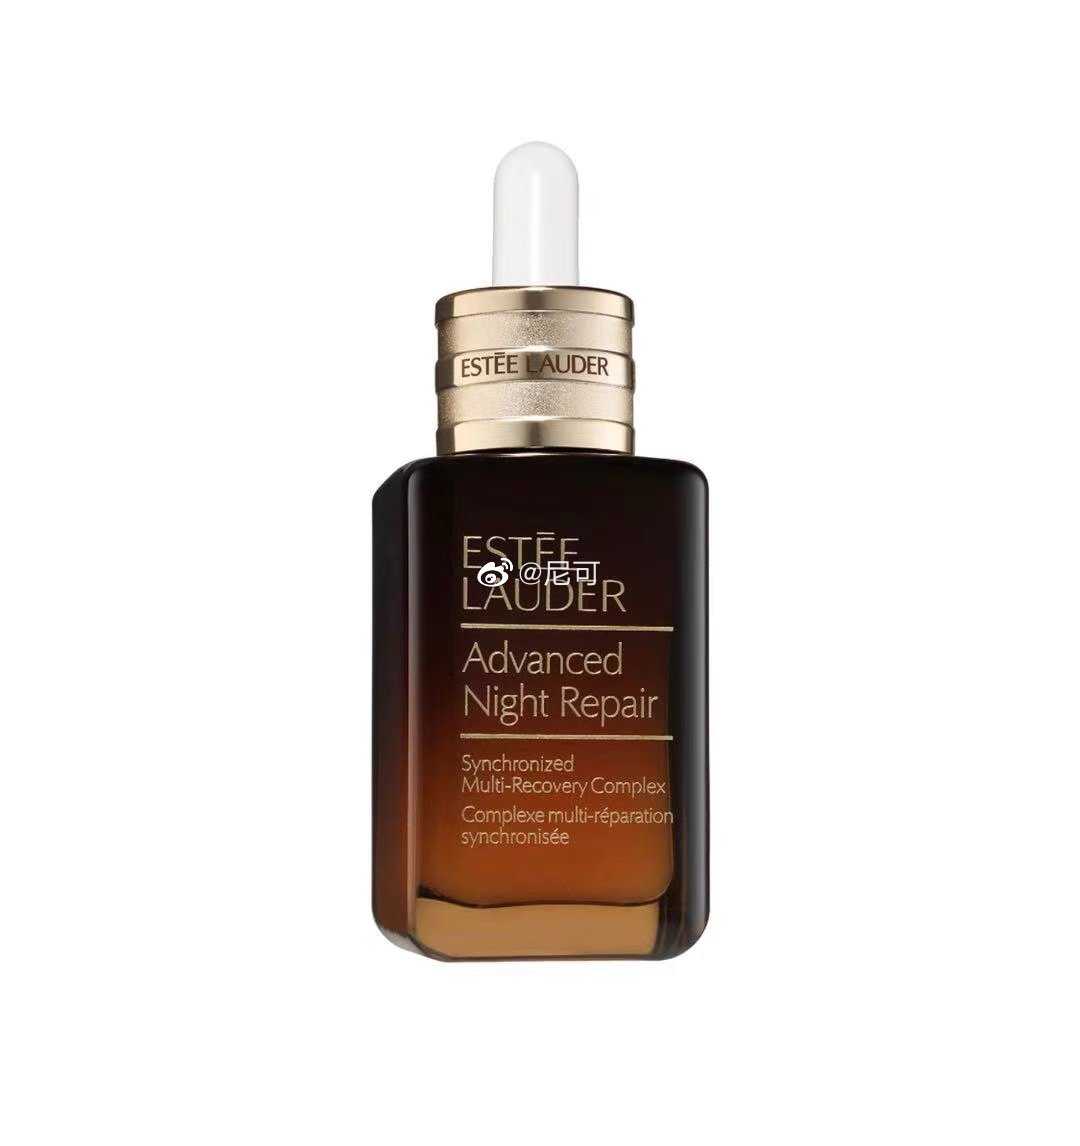 ESTĒE LAUDER
ESTĒE
@尼可
LAUDER
Advanced
Night Repair
Synchronized
Multi-Recovery Complex
Complexe multi-réparation
synchronisée